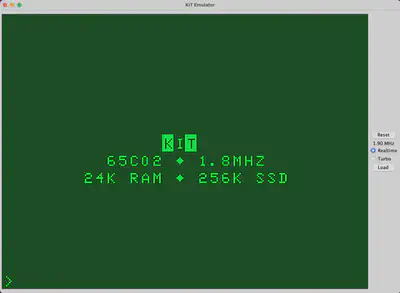 KiT Emulator
KIT
65C02 ◆ 1.8MHZ
24K RAM ◆ 256K SSD
>
Reset
1.90 MHz
Realtime
Turbo
Load